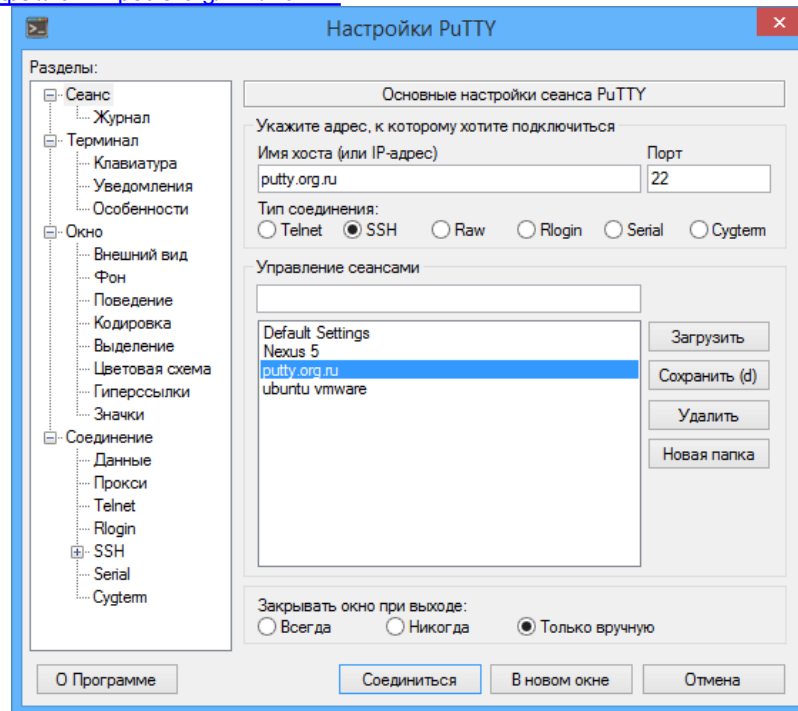 Настройки PuTTY
Разделы:
Сеанс
Журнал
Терминал
Клавиатура
Уведомления
Особенности
Окно
Внешний вид
Фон
Поведение
Кодировка
Выделение
Цветовая схема
Гиперссылки
Значки
Соединение
Данные
Прокси
Telnet
Rlogin
SSH
Serial
Cygterm
Основные настройки сеанса PuTTY
Укажите адрес, к которому хотите подключиться
Имя хоста (или IP-адрес) Порт
putty.org.ru 22
Тип соединения:
Telnet SSH Raw Rlogin Serial Cygterm
Управление сеансами
Default Settings
Nexus 5
putty.org.ru
ubuntu vmware
Загрузить
Сохранить (d)
Удалить
Новая папка
Закрывать окно при выходе:
Всегда Никогда Только вручную
О Программе Соединиться В новом окне Отмена